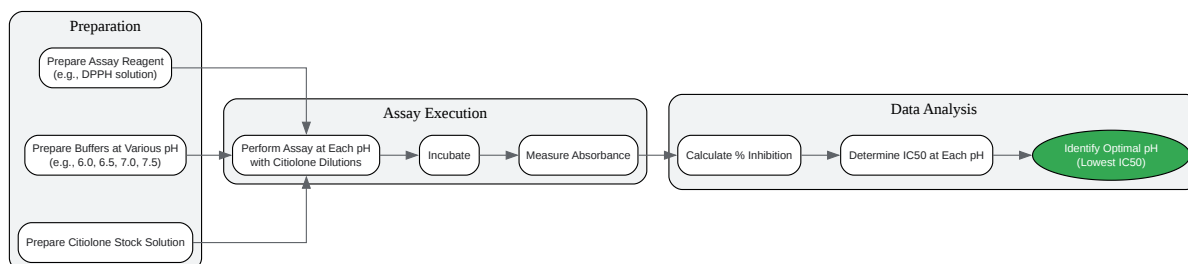 Preparation
Prepare Assay Reagent
(e.g., DPPH solution)
Prepare Buffers at Various pH
(e.g., 6.0, 6.5, 7.0, 7.5)
Prepare Citiolone Stock Solution
Assay Execution
Perform Assay at Each pH
with Citiolone Dilutions
Incubate
Measure Absorbance
Data Analysis
Calculate % Inhibition
Determine IC50 at Each pH
Identify Optimal pH
(Lowest IC50)